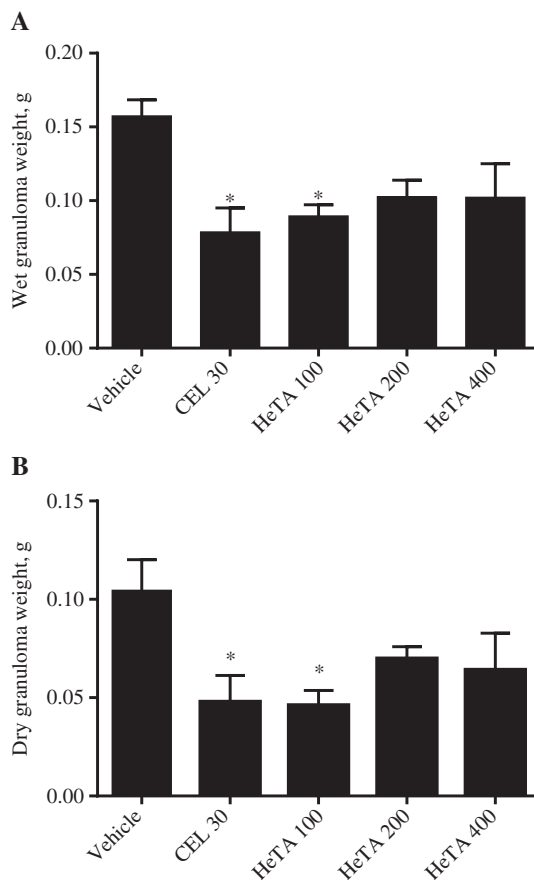 A
Wet granuloma weight, g
0.20
0.15
0.10
0.05
0.00
*
*
Vehicle
CEL 30
HeTA 100
HeTA 200
HeTA 400
B
Dry granuloma weight, g
0.15
0.10
0.05
0.00
*
*
Vehicle
CEL 30
HeTA 100
HeTA 200
HeTA 400